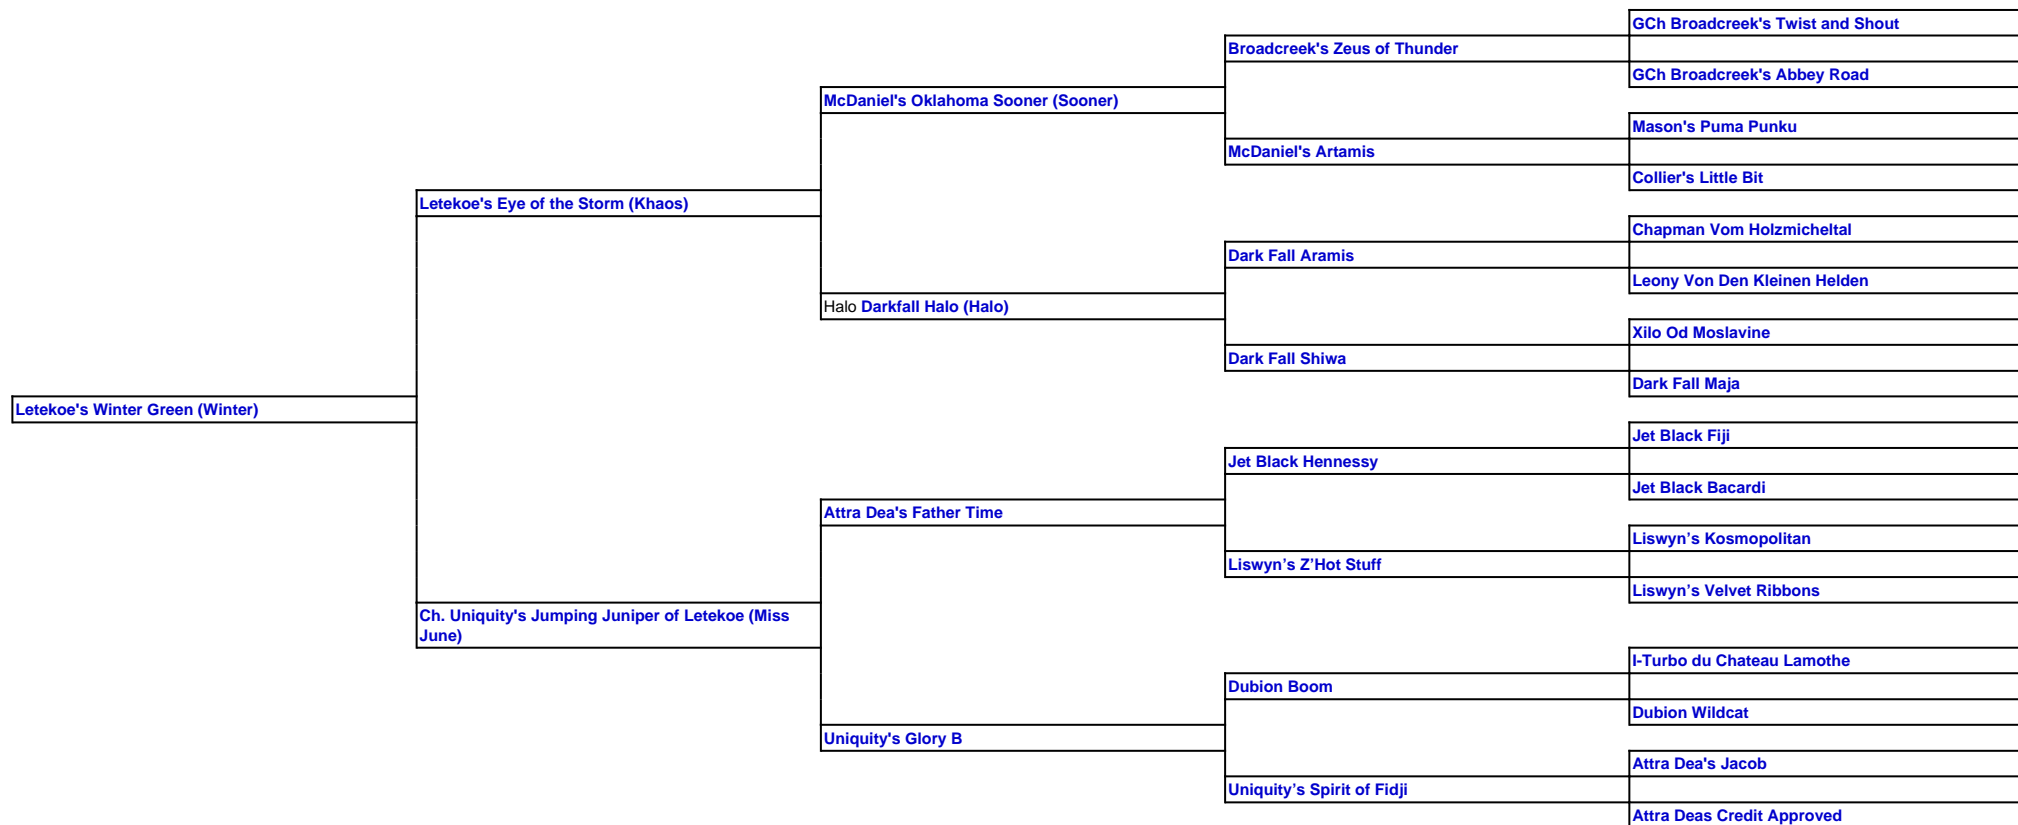 GCh Broadcreek's Twist and Shout
Broadcreek's Zeus of Thunder
GCh Broadcreek's Abbey Road
McDaniel's Oklahoma Sooner (Sooner)
Mason's Puma Punku
McDaniel's Artamis
Collier's Little Bit
Letekoe's Eye of the Storm (Khaos)
Chapman Vom Holzmicheltal
Dark Fall Aramis
Leony Von Den Kleinen Helden
Halo Darkfall Halo (Halo)
Xilo Od Moslavine
Dark Fall Shiwa
Dark Fall Maja
Letekoe's Winter Green (Winter)
Jet Black Fiji
Jet Black Hennessy
Jet Black Bacardi
Attra Dea's Father Time
Liswyn’s Kosmopolitan
Liswyn’s Z’Hot Stuff
Liswyn’s Velvet Ribbons
Ch. Uniquity's Jumping Juniper of Letekoe (Miss
June)
I-Turbo du Chateau Lamothe
Dubion Boom
Dubion Wildcat
Uniquity's Glory B
Attra Dea's Jacob
Uniquity’s Spirit of Fidji
Attra Deas Credit Approved